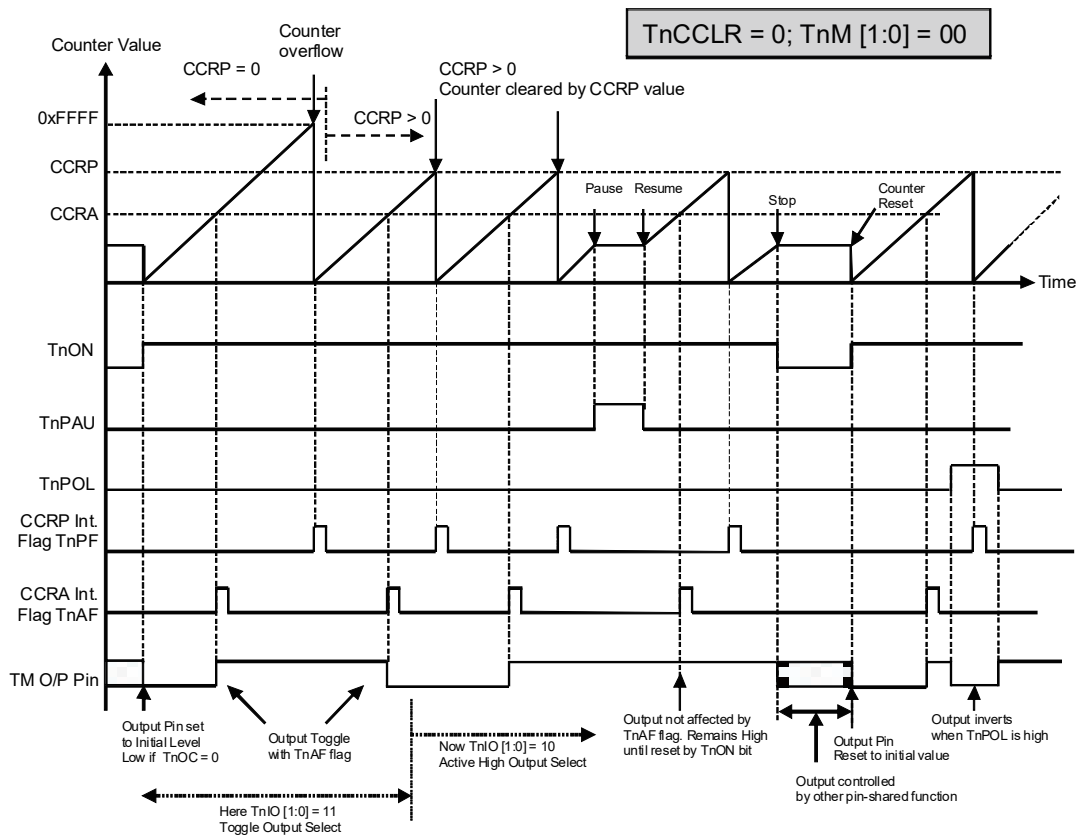 TnCCLR = 0; TnM [1:0] = 00
Counter Value
Counter
overflow
CCRP = 0
CCRP > 0
CCRP > 0
Counter cleared by CCRP value
0xFFFF
CCRP
CCRA
Pause
Resume
Stop
Counter
Reset
Time
TnON
TnPAU
TnPOL
CCRP Int.
Flag TnPF
CCRA Int.
Flag TnAF
TM O/P Pin
Output Pin set
to Initial Level
Low if TnOC = 0
Output Toggle
with TnAF flag
Now TnIO [1:0] = 10
Active High Output Select
Output not affected by
TnAF flag. Remains High
until reset by TnON bit
Output Pin
Reset to initial value
Output inverts
when TnPOL is high
Output controlled
by other pin-shared function
Here TnIO [1:0] = 11
Toggle Output Select